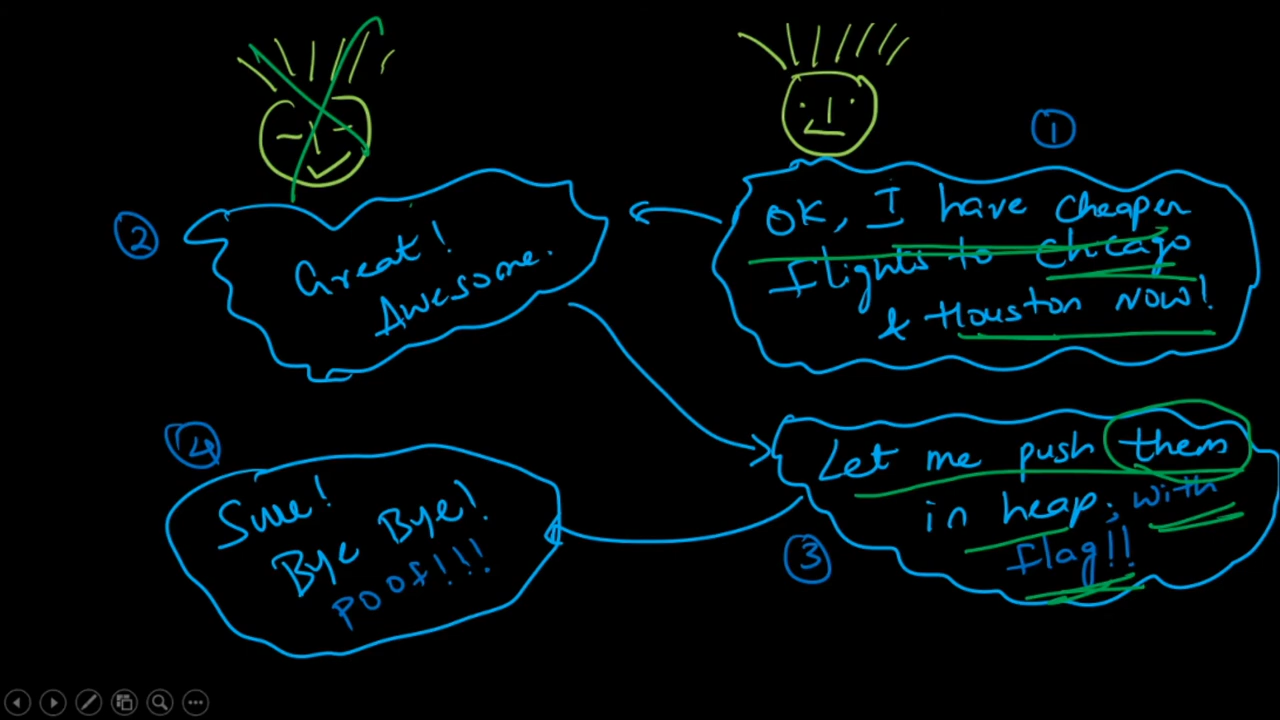 ①
OK, I have cheaper
flights to Chicago
& Houston NOW!
②
Great!
Awesome.
③
Let me push them
in heap; with
flag!!
④
Sure!
Bye Bye!
POOf!!!